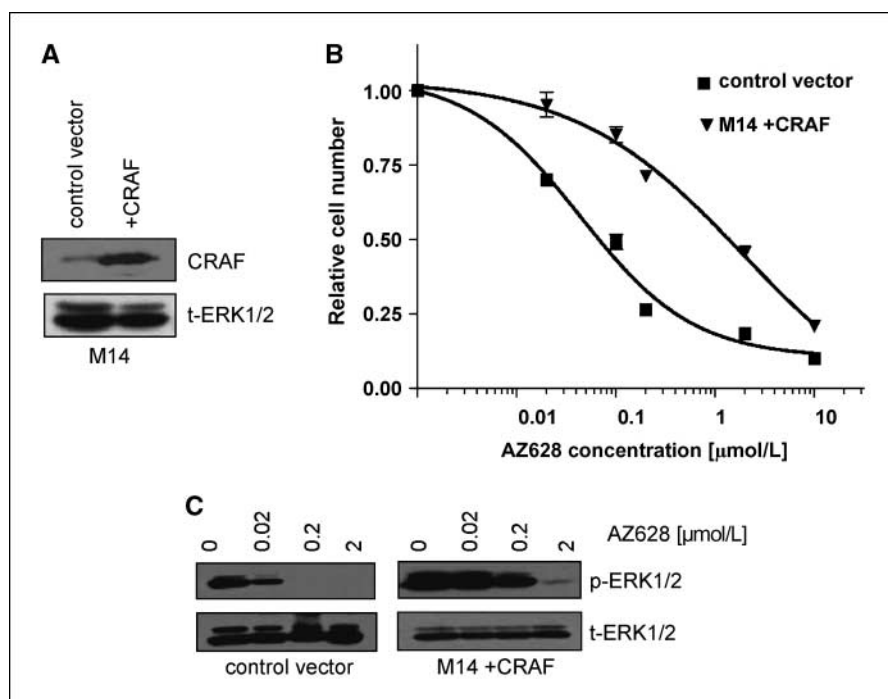 A
control vector
+CRAF
CRAF
t-ERK1/2
M14
B
control vector
M14 +CRAF
1.00
0.75
0.50
0.25
0.00
Relative cell number
0.01
0.1
1
10
AZ628 concentration [μmol/L]
C
0
0.02
0.2
2
0
0.02
0.2
2
AZ628 [μmol/L]
p-ERK1/2
t-ERK1/2
control vector
M14 +CRAF